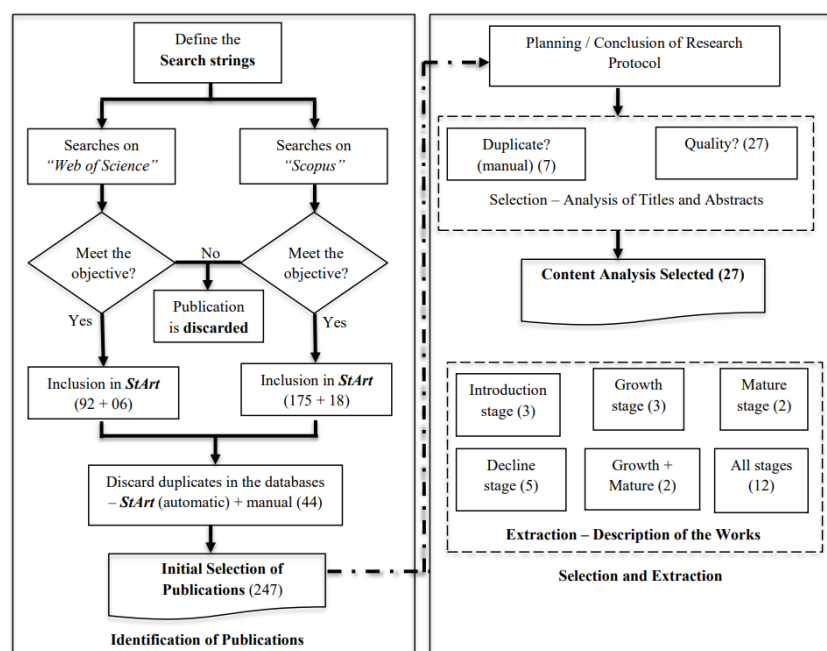 Define the
Search strings
Searches on
“Web of Science”
Searches on
“Scopus”
Meet the
objective?
No
Meet the
objective?
Publication
is discarded
Yes
Yes
Inclusion in StArt
(92 + 06)
Inclusion in StArt
(175 + 18)
Discard duplicates in the databases
– StArt (automatic) + manual (44)
Initial Selection of
Publications (247)
Identification of Publications
Planning / Conclusion of Research
Protocol
Duplicate?
(manual) (7)
Quality? (27)
Selection – Analysis of Titles and Abstracts
Content Analysis Selected (27)
Introduction
stage (3)
Growth
stage (3)
Mature
stage (2)
Decline
stage (5)
Growth +
Mature (2)
All stages
(12)
Extraction – Description of the Works
Selection and Extraction